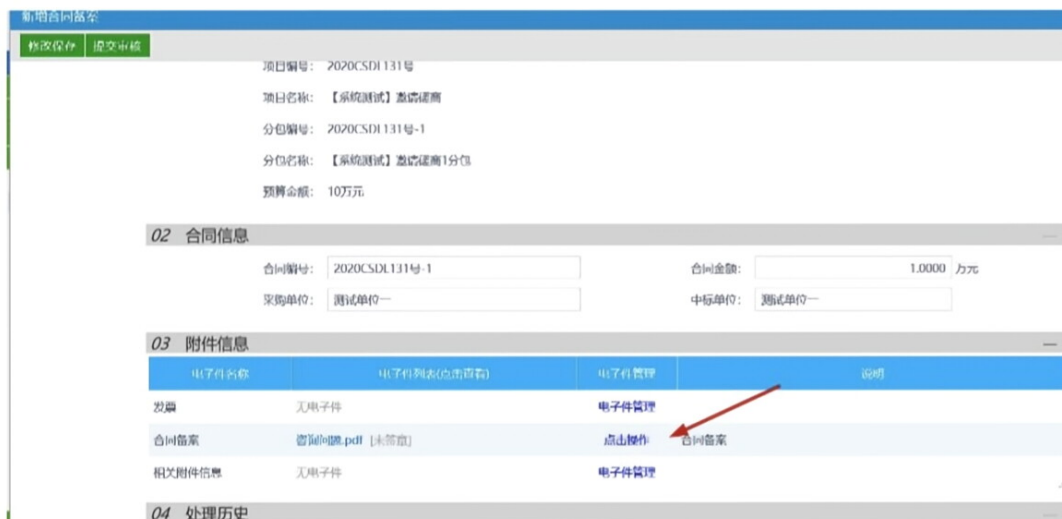 新增合同备案
修改保存 提交审核
项目编号： 2020CSDL131号
项目名称： 【系统测试】邀请磋商
分包编号： 2020CSDL131号-1
分包名称： 【系统测试】邀请磋商1分包
预算金额： 10万元
02 合同信息
合同编号： 2020CSDL131号-1 合同金额： 1.0000 万元
采购单位： 测试单位一 中标单位： 测试单位一
03 附件信息
电子件名称 电子件列表(点击查看) 电子件管理 说明
发票 无电子件 电子件管理
合同备案 咨询问题.pdf [未签章] 点击操作 合同备案
相关附件信息 无电子件 电子件管理
04 处理历史